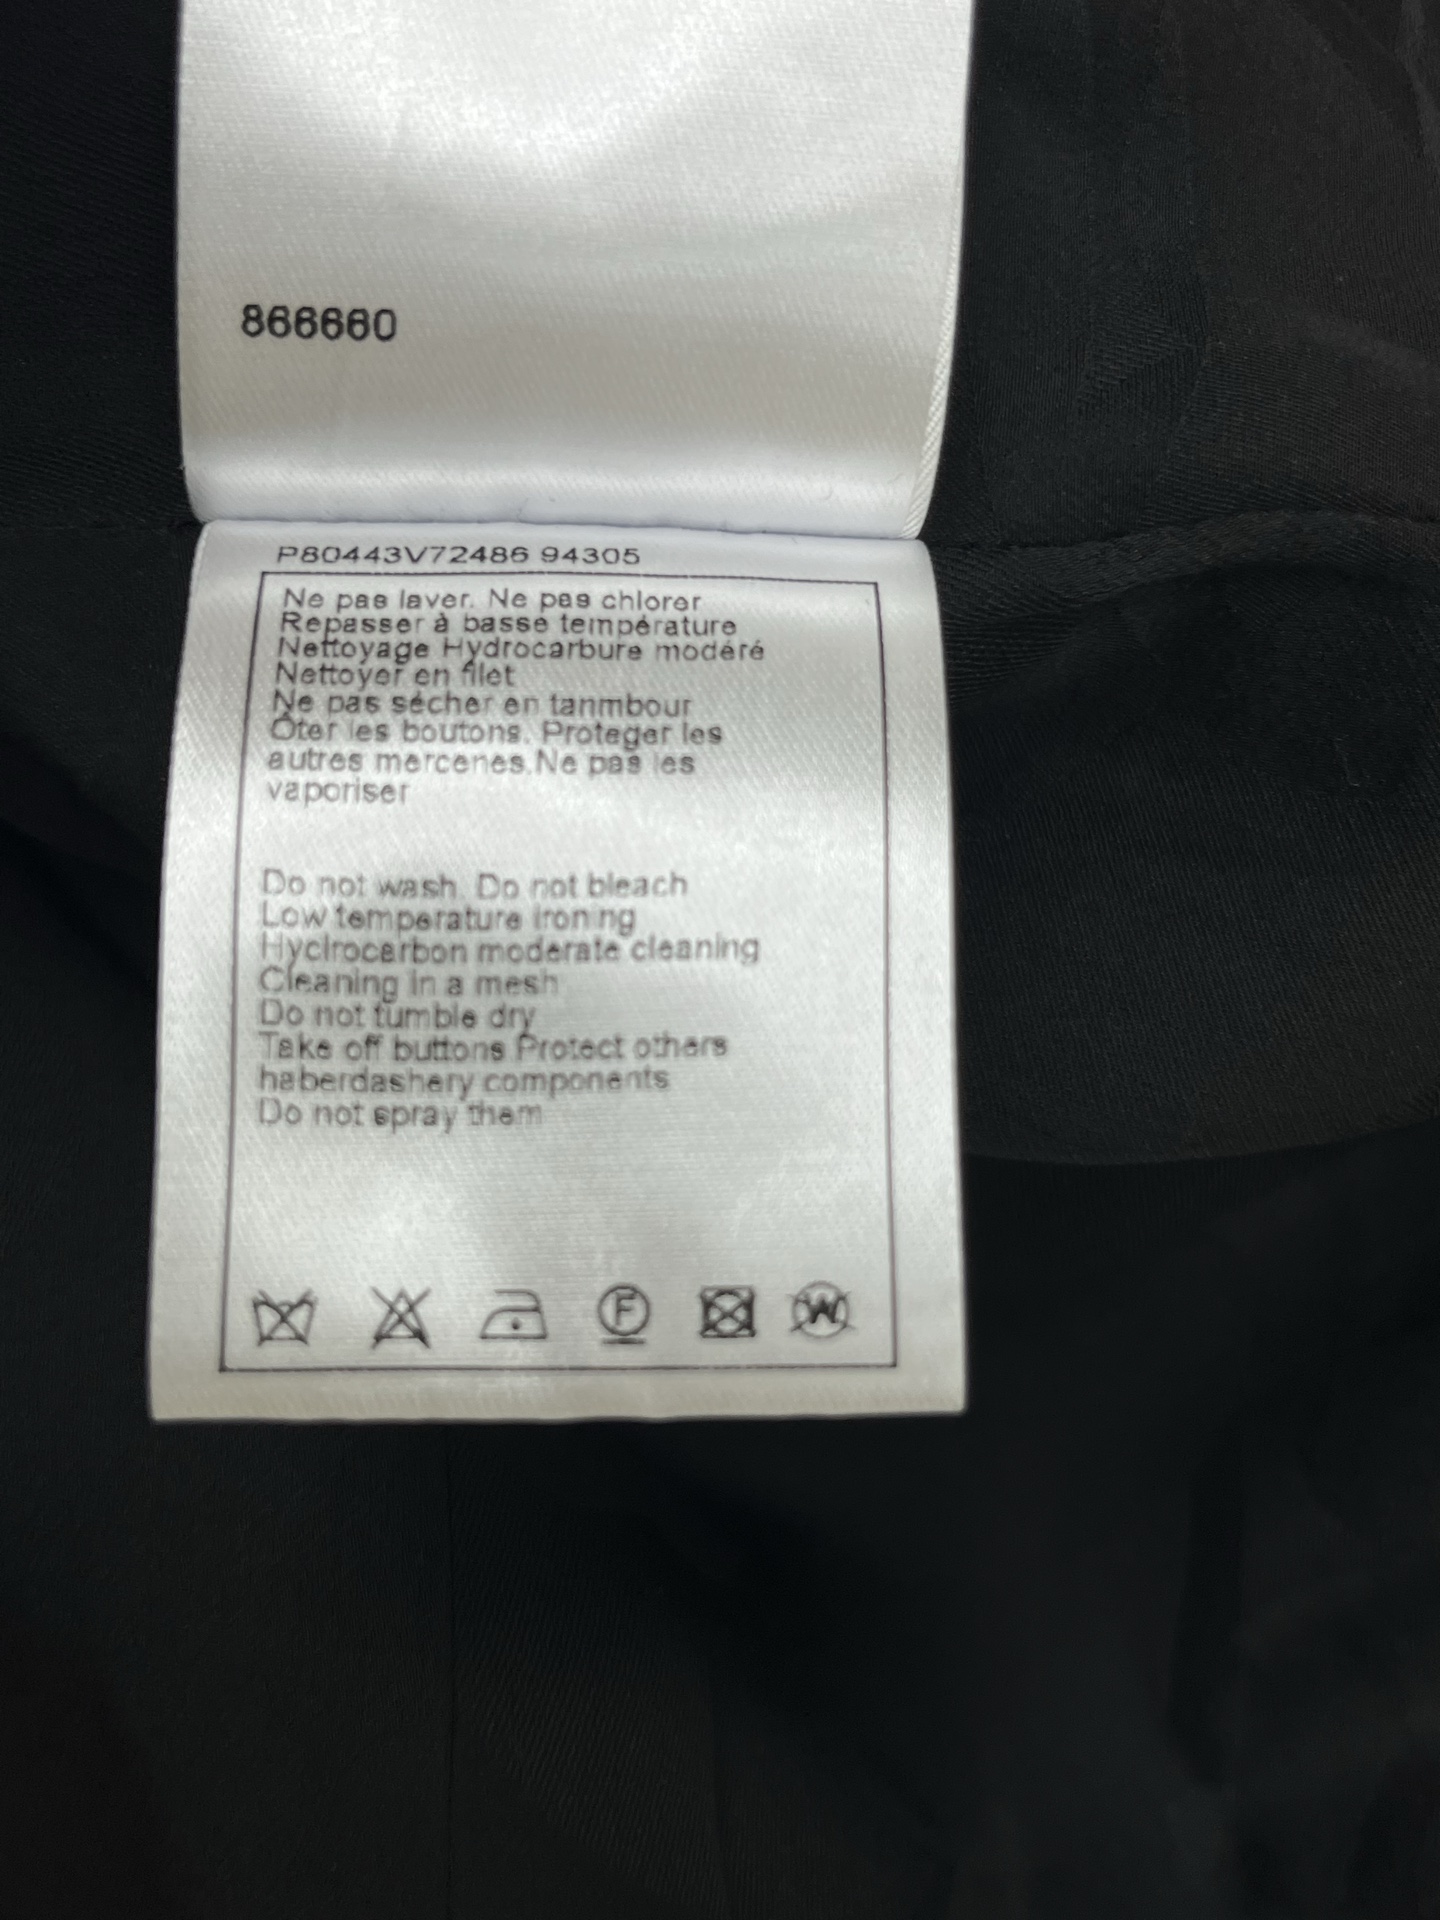 866660
P80443V72486 94305
Ne pas laver. Ne pas chlorer
Repasser à basse température
Nettoyage Hydrocarbure modéré
Nettoyer en filet
Ne pas sécher en tanmbour
Ôter les boutons. Proteger les
autres mercenes.Ne pas les
vaporiser
Do not wash. Do not bleach
Low temperature ironing
Hyclrocarbon moderate cleaning
Cleaning in a mesh
Do not tumble dry
Take off buttons Protect others
haberdashery components
Do not spray them
F
W